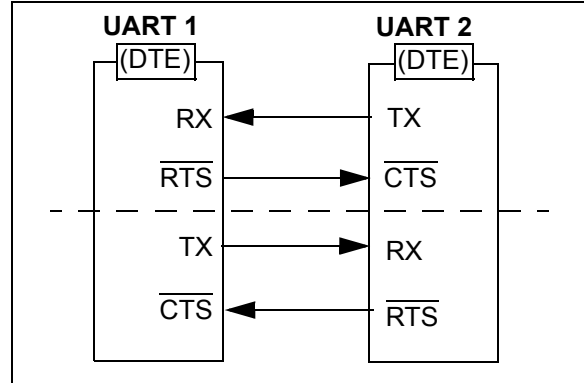 UART 1 UART 2
(DTE) (DTE)
RX TX
RTS CTS
TX RX
CTS RTS